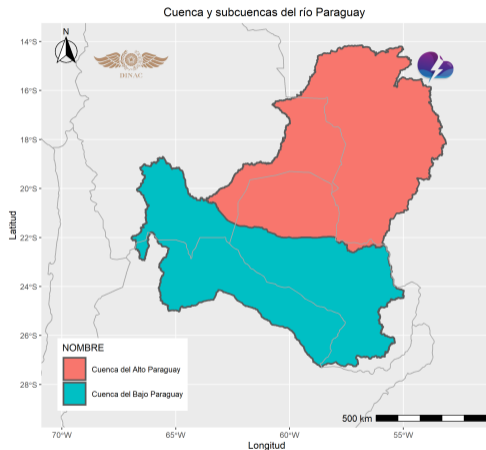 Cuenca y subcuencas del río Paraguay
N
DINAC
14°S
16°S
18°S
20°S
22°S
24°S
26°S
28°S
Latitud
NOMBRE
Cuenca del Alto Paraguay
Cuenca del Bajo Paraguay
500 km
70°W
65°W
60°W
55°W
Longitud